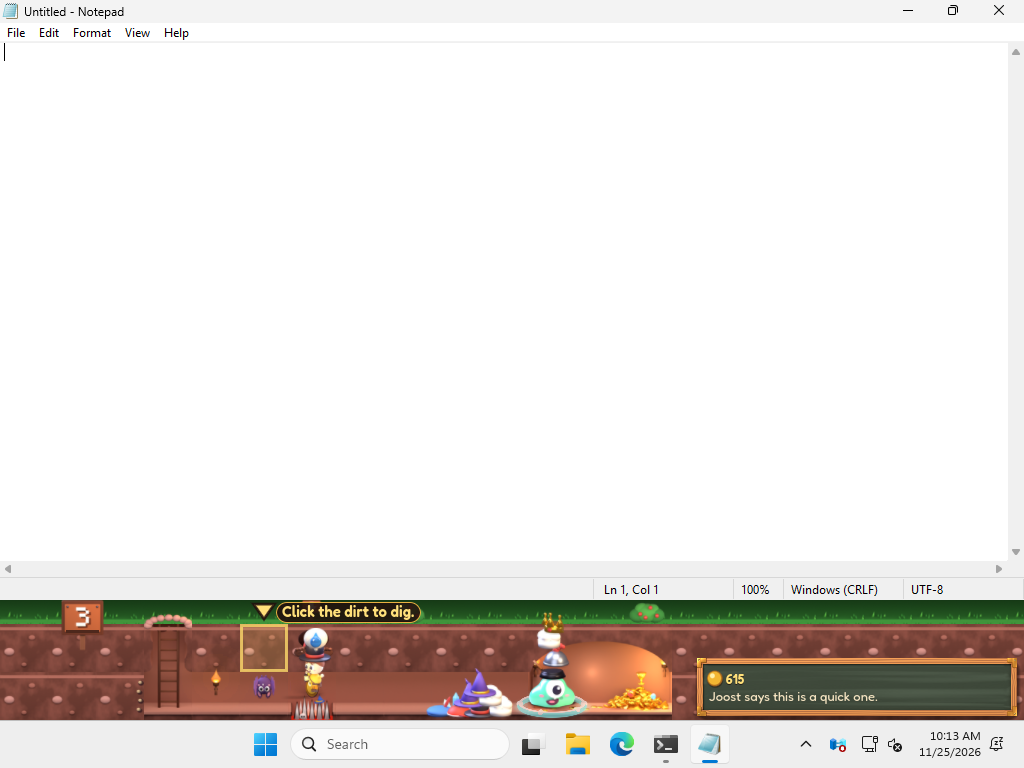 Untitled - Notepad
File Edit Format View Help
Ln 1, Col 1 100% Windows (CRLF) UTF-8
3
Click the dirt to dig.
615
Joost says this is a quick one.
Search
10:13 AM
11/25/2026